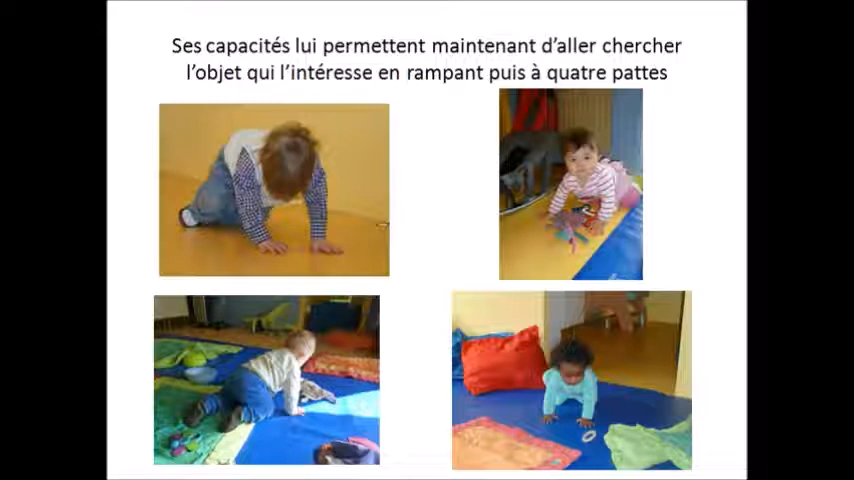 Ses capacités lui permettent maintenant d’aller chercher
l’objet qui l’intéresse en rampant puis à quatre pattes